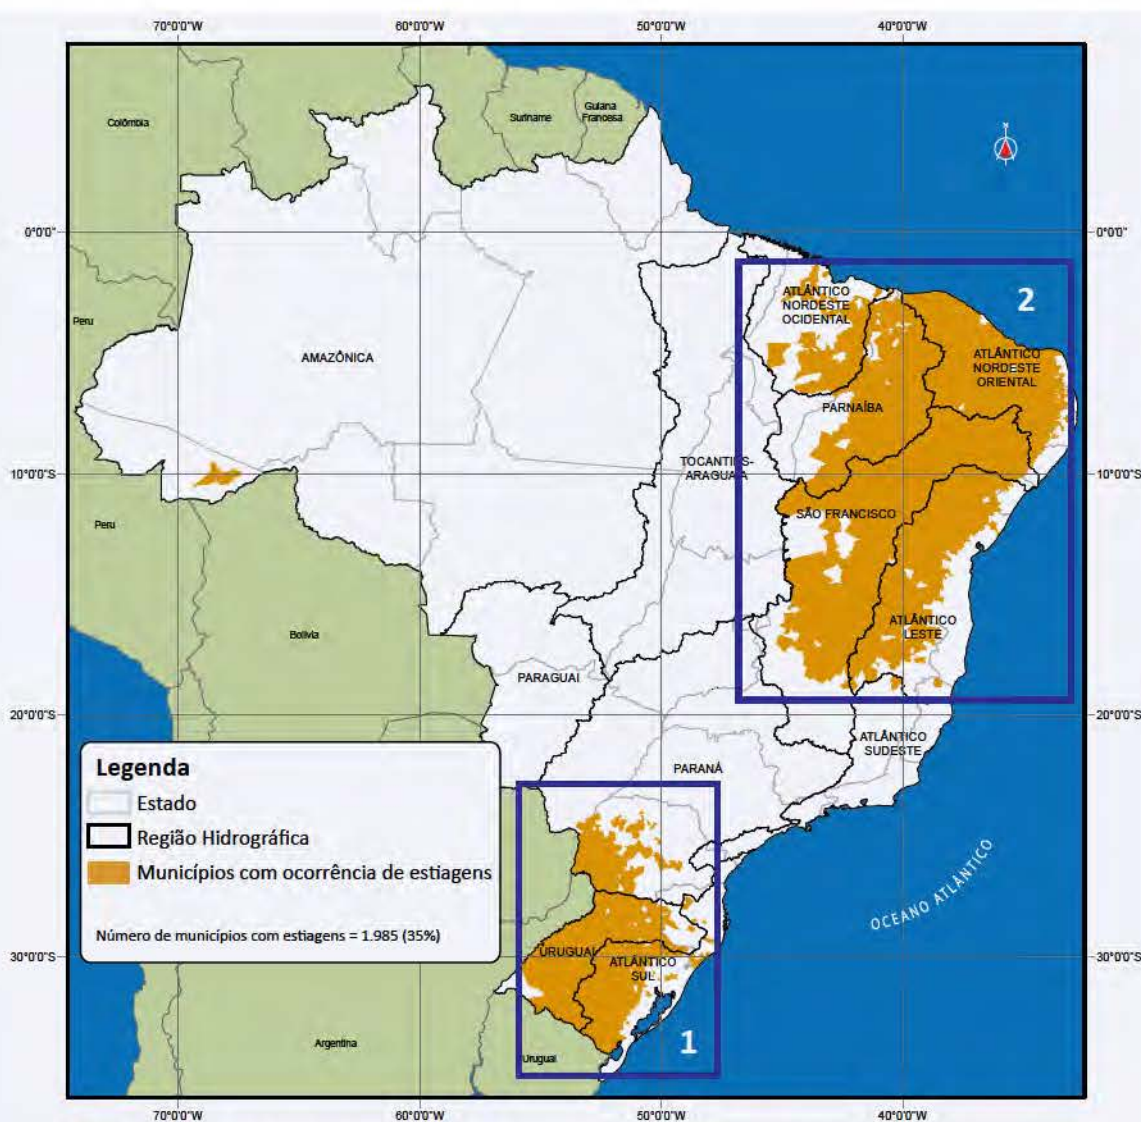 70°0'0"W
60°0'0"W
50°0'0"W
40°0'0"W
Colômbia
Suriname
Guiana
Francesa
N
0°0'0"
0°0'0"
2
ATLÂNTICO
NORDESTE
OCIDENTAL
Peru
AMAZÔNICA
ATLÂNTICO
NORDESTE
ORIENTAL
PARNAÍBA
TOCANTINS-
ARAGUAIA
10°0'0"S
10°0'0"S
SÃO FRANCISCO
Peru
ATLÂNTICO
LESTE
Bolívia
PARAGUAI
20°0'0"S
20°0'0"S
ATLÂNTICO
SUDESTE
Legenda
PARANÁ
Estado
Região Hidrográfica
Municípios com ocorrência de estiagens
OCEANO ATLÂNTICO
Número de municípios com estiagens = 1.985 (35%)
URUGUAI
30°0'0"S
30°0'0"S
ATLÂNTICO
SUL
1
Argentina
Uruguai
70°0'0"W
60°0'0"W
50°0'0"W
40°0'0"W